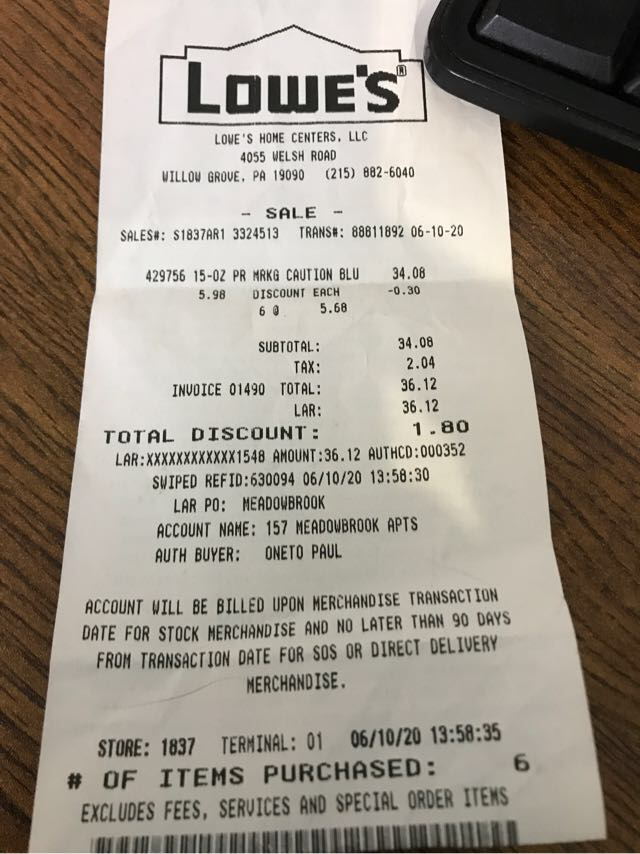 LOWE'S®
LOWE'S HOME CENTERS, LLC
4055 WELSH ROAD
WILLOW GROVE, PA 19090 (215) 882-6040
- SALE -
SALES#: S1837AR1 3324513 TRANS#: 88811892 06-10-20
429756 15-OZ PR MRKG CAUTION BLU 34.08
5.98 DISCOUNT EACH -0.30
6 @ 5.68
SUBTOTAL: 34.08
TAX: 2.04
INVOICE 01490 TOTAL: 36.12
LAR: 36.12
TOTAL DISCOUNT: 1.80
LAR:XXXXXXXXXXXX1548 AMOUNT:36.12 AUTHCD:000352
SWIPED REFID:630094 06/10/20 13:58:30
LAR PO: MEADOWBROOK
ACCOUNT NAME: 157 MEADOWBROOK APTS
AUTH BUYER: ONETO PAUL
ACCOUNT WILL BE BILLED UPON MERCHANDISE TRANSACTION
DATE FOR STOCK MERCHANDISE AND NO LATER THAN 90 DAYS
FROM TRANSACTION DATE FOR SOS OR DIRECT DELIVERY
MERCHANDISE.
STORE: 1837 TERMINAL: 01 06/10/20 13:58:35
# OF ITEMS PURCHASED: 6
EXCLUDES FEES, SERVICES AND SPECIAL ORDER ITEMS